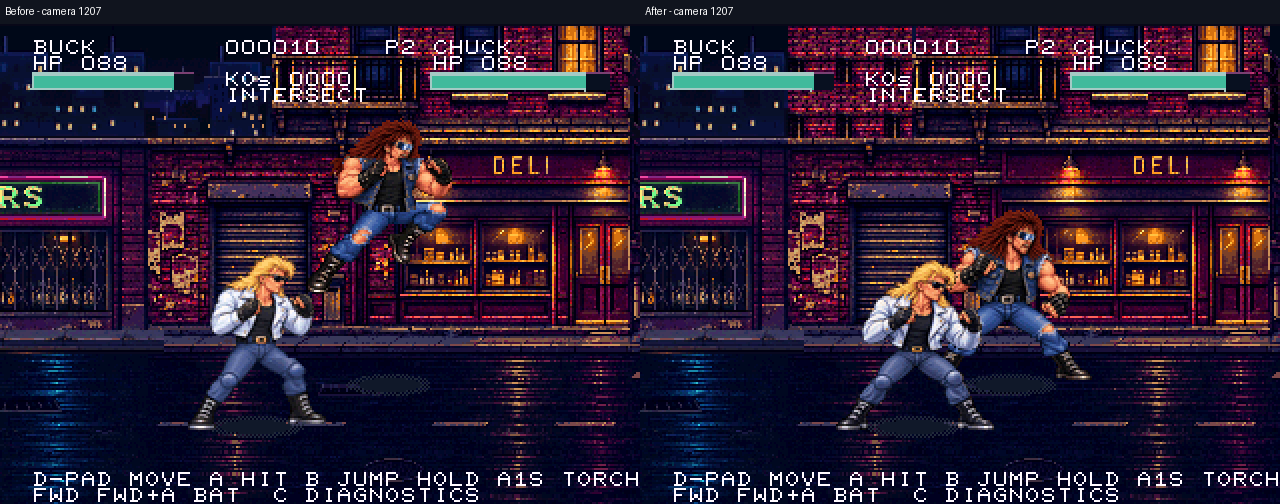 Before - camera 1207
BUCK 000010 P2 CHUCK
HP 088 HP 088
KOs 0000
INTERSECT
DELI
RS
D-PAD MOVE A HIT B JUMP HOLD A1S TORCH
FWD FWD+A BAT C DIAGNOSTICS
After - camera 1207
BUCK 000010 P2 CHUCK
HP 088 HP 088
KOs 0000
INTERSECT
DELI
RS
D-PAD MOVE A HIT B JUMP HOLD A1S TORCH
FWD FWD+A BAT C DIAGNOSTICS